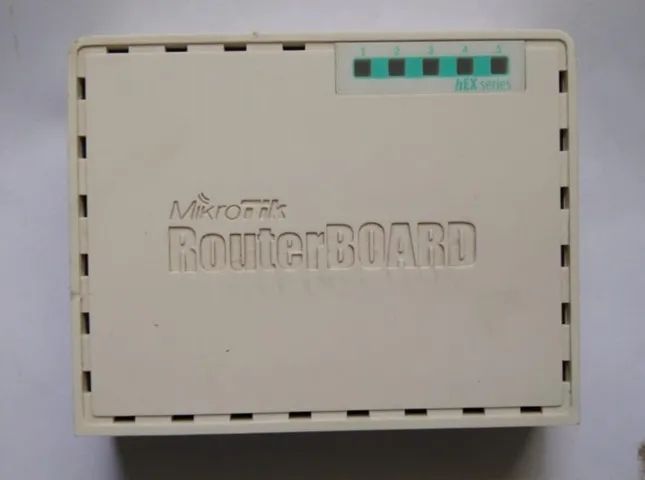 1 2 3 4 5
hEX series
MikroTik
RouterBOARD